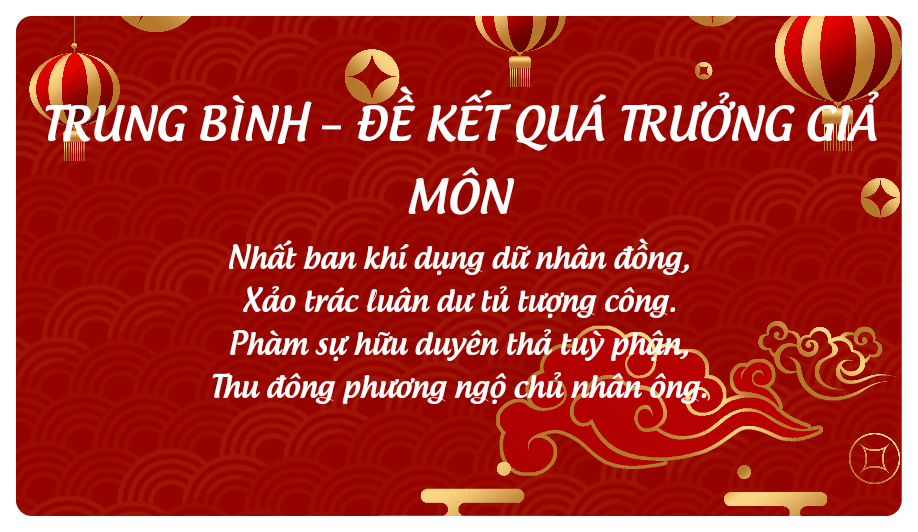 TRUNG BÌNH – ĐỀ KẾT QUÁ TRƯỞNG GIẢ
MÔN
Nhất ban khí dụng dữ nhân đồng,
Xảo trác luân dư tủ tượng công.
Phàm sự hữu duyên thả tuỳ phận,
Thu đông phương ngộ chủ nhân ông.